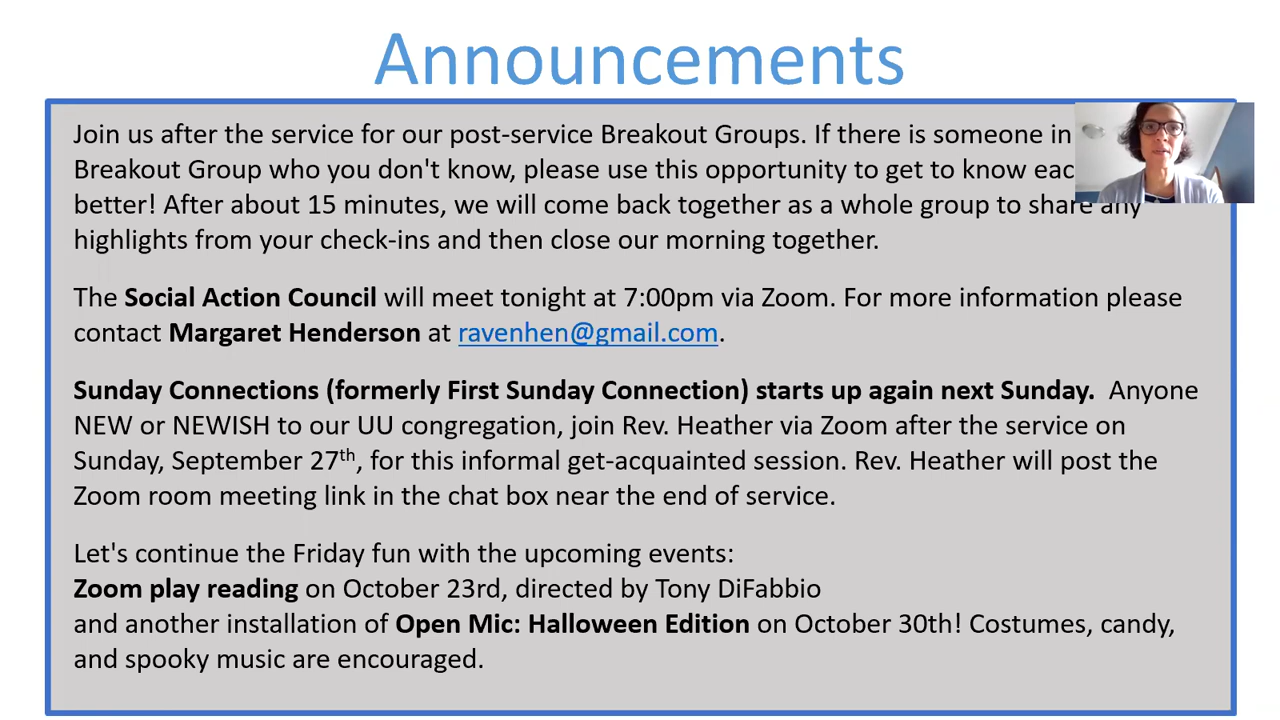 Announcements
Join us after the service for our post-service Breakout Groups. If there is someone in
Breakout Group who you don't know, please use this opportunity to get to know
better! After about 15 minutes, we will come back together as a whole group to share any
highlights from your check-ins and then close our morning together.
The Social Action Council will meet tonight at 7:00pm via Zoom. For more information please
contact Margaret Henderson at ravenhen@gmail.com.
Sunday Connections (formerly First Sunday Connection) starts up again next Sunday. Anyone
NEW or NEWISH to our UU congregation, join Rev. Heather via Zoom after the service on
Sunday, September 27th, for this informal get-acquainted session. Rev. Heather will post the
Zoom room meeting link in the chat box near the end of service.
Let's continue the Friday fun with the upcoming events:
Zoom play reading on October 23rd, directed by Tony DiFabbio
and another installation of Open Mic: Halloween Edition on October 30th! Costumes, candy,
and spooky music are encouraged.